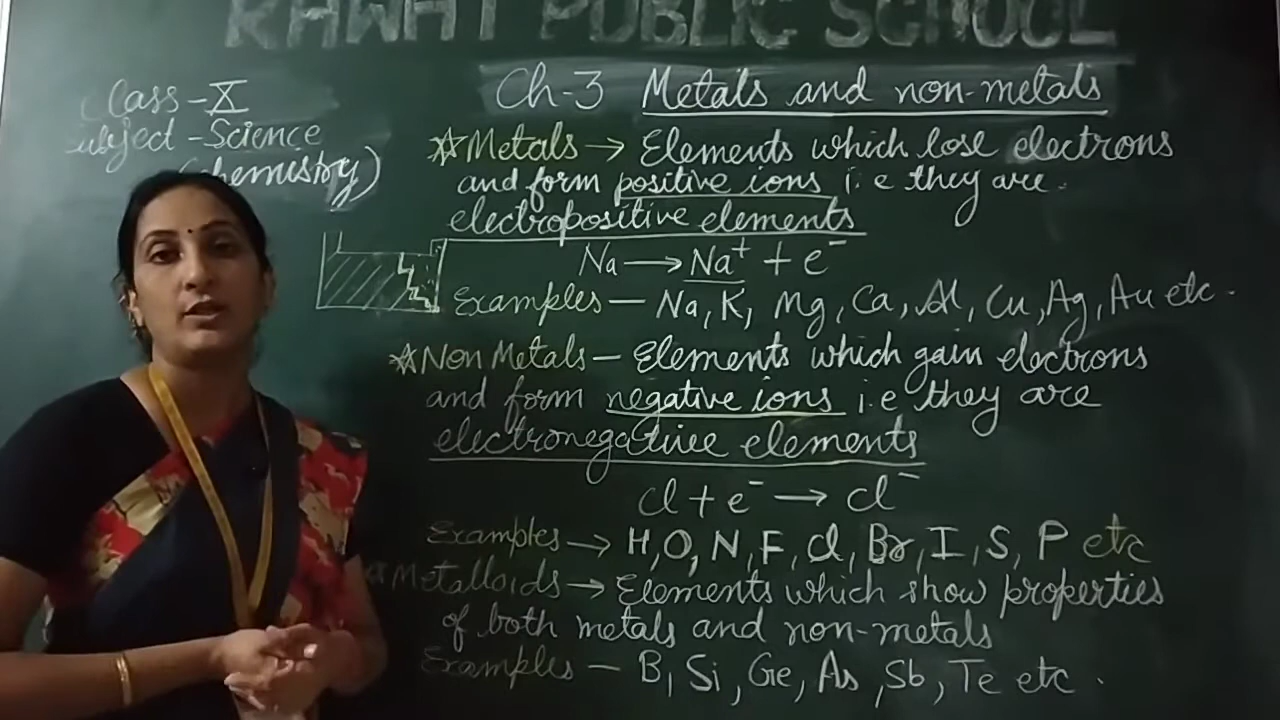 RAWAT PUBLIC SCHOOL
Class - X
Subject - Science
(Chemistry)
Ch-3 Metals and non-metals
☆Metals → Elements which lose electrons
and form positive ions i.e they are
electropositive elements
Na → Na⁺ + e⁻
Examples — Na, K, Mg, Ca, Al, Cu, Ag, Au etc.
☆Non Metals — Elements which gain electrons
and form negative ions i.e they are
electronegative elements
Cl + e⁻ → Cl⁻
Examples → H, O, N, F, Cl, Br, I, S, P etc
☆Metalloids → Elements which show properties
of both metals and non-metals
Examples — B, Si, Ge, As, Sb, Te etc.